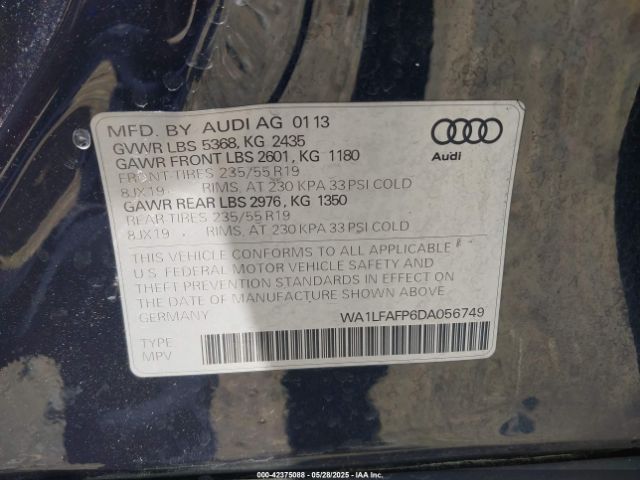 MFD. BY AUDI AG 01 13
GVWR LBS 5368, KG 2435
GAWR FRONT LBS 2601, KG 1180
FRONT-TIRES 235/55 R19
8JX19 RIMS, AT 230 KPA 33 PSI COLD
GAWR REAR LBS 2976, KG 1350
REAR TIRES 235/55 R19
8JX19 RIMS, AT 230 KPA 33 PSI COLD
Audi
THIS VEHICLE CONFORMS TO ALL APPLICABLE
U.S. FEDERAL MOTOR VEHICLE SAFETY AND
THEFT PREVENTION STANDARDS IN EFFECT ON
THE DATE OF MANUFACTURE SHOWN ABOVE.
GERMANY WA1LFAFP6DA056749
TYPE
MPV
000-42375088 - 05/28/2025 - COPYRIGHT IAA, LLC.